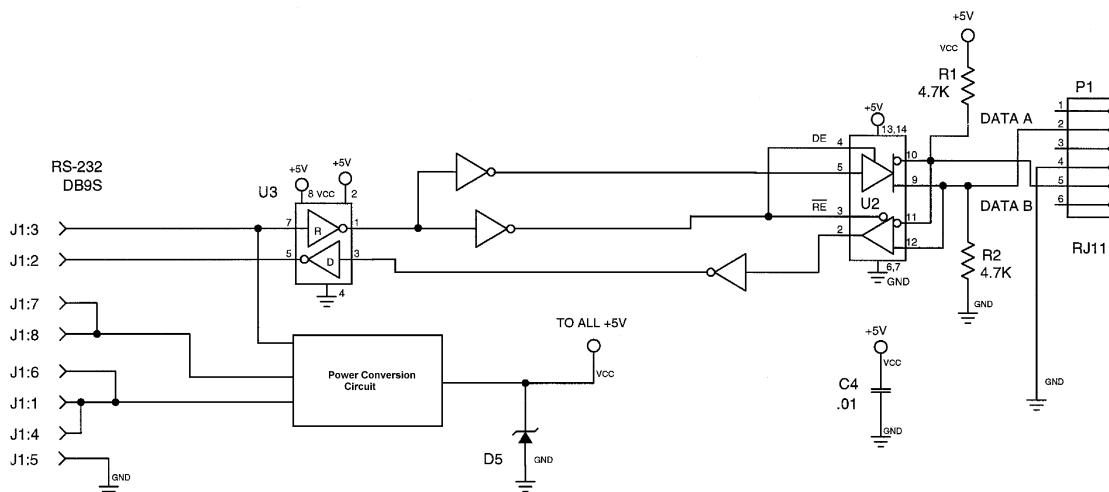 +5V
VCC
R1
4.7K
P1
1
2
3
4
5
6
RJ11
DATA A
DATA B
+5V
13,14
DE
4
10
5
9
U2
RE
3
11
2
12
6,7
GND
R2
4.7K
GND
GND
RS-232
DB9S
U3
+5V
+5V
8 VCC
2
7
R
1
5
D
3
4
J1:3
J1:2
J1:7
J1:8
J1:6
J1:1
J1:4
J1:5
GND
Power Conversion
Circuit
TO ALL +5V
VCC
D5
GND
+5V
VCC
C4
.01
GND